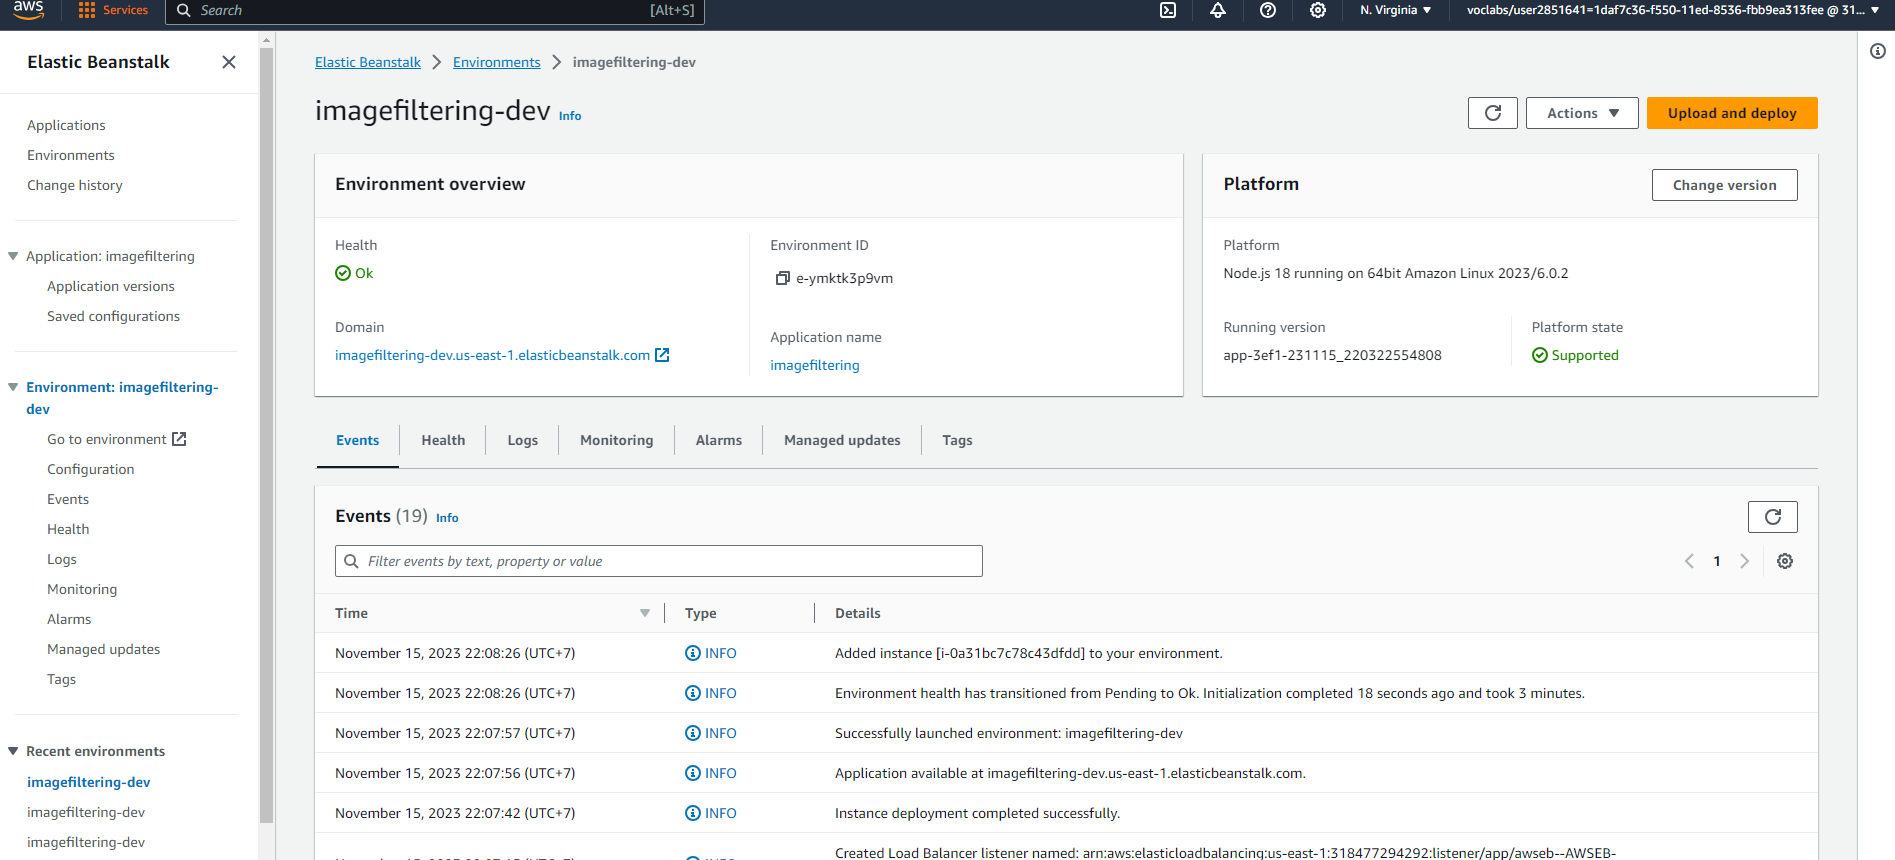 aws
Services
Search
[Alt+S]
N. Virginia
voclabs/user2851641=1daf7c36-f550-11ed-8536-fbb9ea313fee @ 31...
Elastic Beanstalk
Applications
Environments
Change history
Application: imagefiltering
Application versions
Saved configurations
Environment: imagefiltering-
dev
Go to environment
Configuration
Events
Health
Logs
Monitoring
Alarms
Managed updates
Tags
Recent environments
imagefiltering-dev
imagefiltering-dev
imagefiltering-dev
Elastic Beanstalk
Environments
imagefiltering-dev
imagefiltering-dev Info
Actions
Upload and deploy
Environment overview
Health
Ok
Domain
imagefiltering-dev.us-east-1.elasticbeanstalk.com
Environment ID
e-ymktk3p9vm
Application name
imagefiltering
Platform
Change version
Platform
Node.js 18 running on 64bit Amazon Linux 2023/6.0.2
Running version
app-3ef1-231115_220322554808
Platform state
Supported
Events Health Logs Monitoring Alarms Managed updates Tags
Events (19) Info
Filter events by text, property or value
1
Time Type Details
November 15, 2023 22:08:26 (UTC+7) INFO Added instance [i-0a31bc7c78c43dfdd] to your environment.
November 15, 2023 22:08:26 (UTC+7) INFO Environment health has transitioned from Pending to Ok. Initialization completed 18 seconds ago and took 3 minutes.
November 15, 2023 22:07:57 (UTC+7) INFO Successfully launched environment: imagefiltering-dev
November 15, 2023 22:07:56 (UTC+7) INFO Application available at imagefiltering-dev.us-east-1.elasticbeanstalk.com.
November 15, 2023 22:07:42 (UTC+7) INFO Instance deployment completed successfully.
Created Load Balancer listener named: arn:aws:elasticloadbalancing:us-east-1:318477294292:listener/app/awseb--AWSEB-